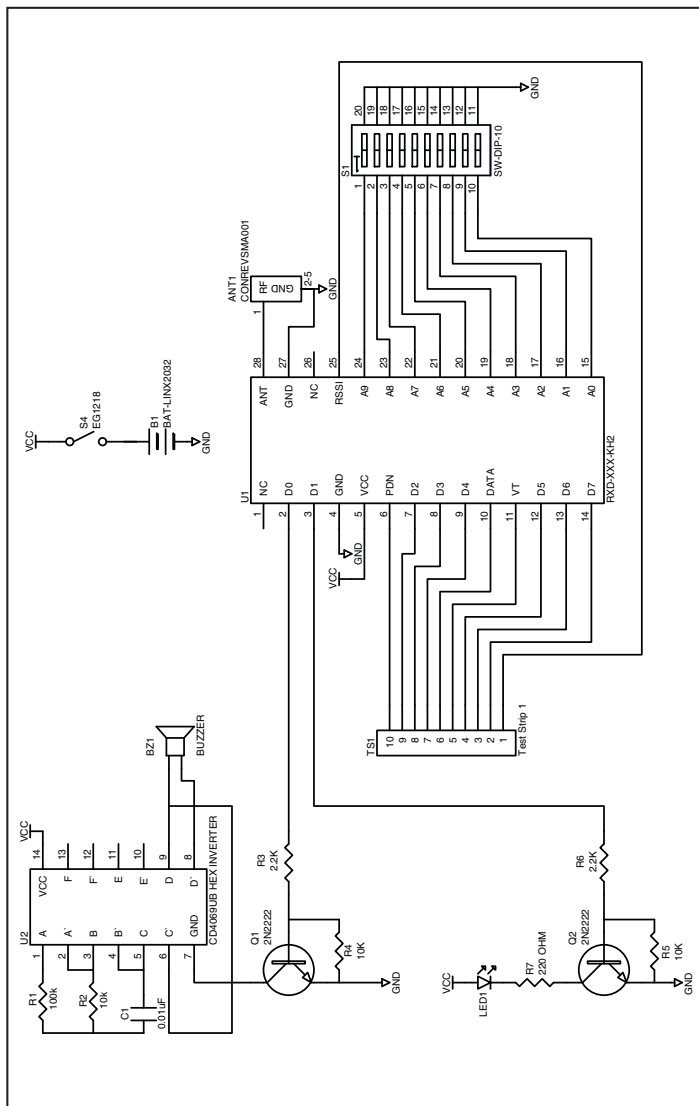 VCC
S4
EG1218
B1
BAT-LINX2032
GND
ANT1
CONREVSMA001
RF
GND
1
2-5
GND
S1
SW-DIP-10
20
19
18
17
16
15
14
13
12
11
1
2
3
4
5
6
7
8
9
10
GND
U1
RXD-XXX-KH2
1 NC
2 D0
3 D1
4 GND
5 VCC
6 PDN
7 D2
8 D3
9 D4
10 DATA
11 VT
12 D5
13 D6
14 D7
28 ANT
27 GND
26 NC
25 RSSI
24 A9
23 A8
22 A7
21 A6
20 A5
19 A4
18 A3
17 A2
16 A1
15 A0
GND
VCC
TS1
Test Strip 1
10
9
8
7
6
5
4
3
2
1
BZ1
BUZZER
VCC
U2
CD4069UB HEX INVERTER
1 A
2 A`
3 B
4 B`
5 C
6 C`
7 GND
14 VCC
13 F
12 F`
11 E
10 E`
9 D
8 D`
R1
100k
R2
10k
C1
0.01uF
Q1
2N2222
R3
2.2K
R4
10K
GND
VCC
LED1
R7
220 OHM
Q2
2N2222
R6
2.2K
R5
10K
GND